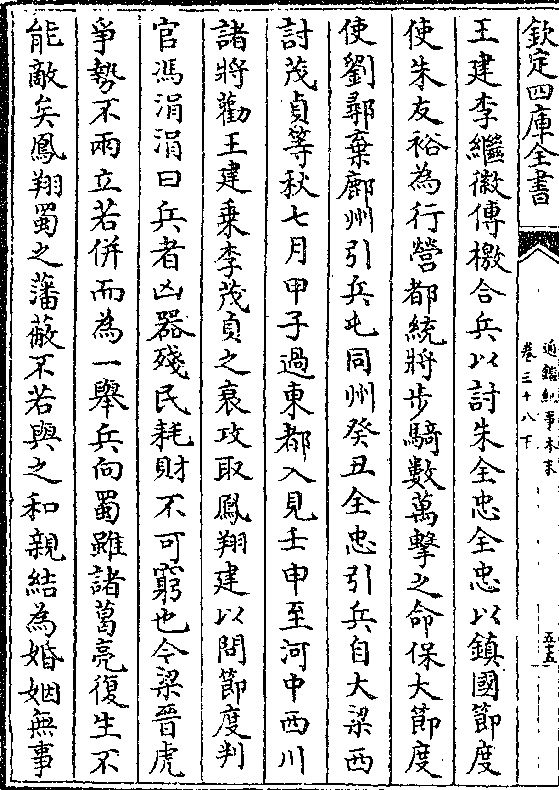 欽定四庫全書
通鑑紀事本末
卷三十八下
五十五
王建李繼徽傳檄合兵以討朱全忠全忠以鎮國節度
使朱友裕為行營都統將步騎數萬擊之命保大節度
使劉鄩棄鄜州引兵屯同州癸丑全忠引兵自大梁西
討茂貞等秋七月甲子過東都入見壬申至河中西川
諸將勸王建乗李茂貞之衰攻取鳳翔建以問節度判
官馮涓涓曰兵者凶器殘民耗財不可窮也今梁晉虎
爭勢不兩立若併而為一舉兵向蜀雖諸葛亮復生不
能敵矣鳳翔蜀之藩蔽不若與之和親結為婚姻無事